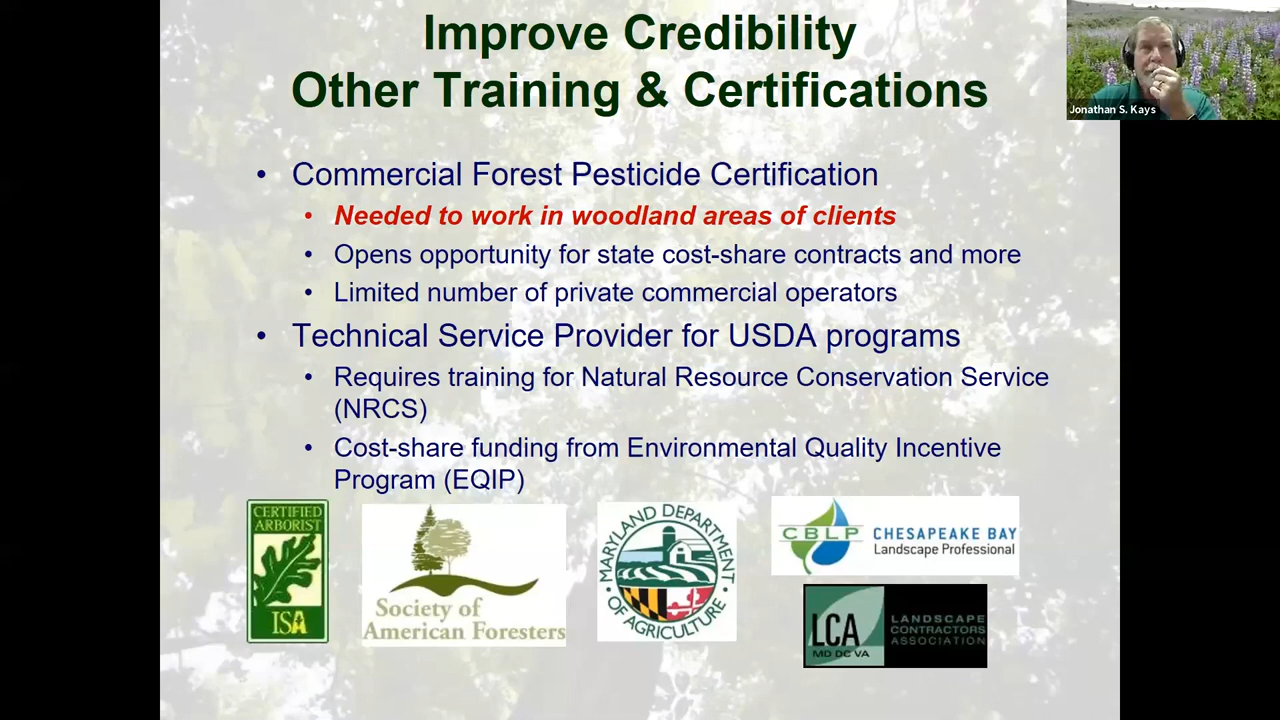 Improve Credibility
Other Training & Certifications
Jonathan S. Kays
• Commercial Forest Pesticide Certification
• Needed to work in woodland areas of clients
• Opens opportunity for state cost-share contracts and more
• Limited number of private commercial operators
• Technical Service Provider for USDA programs
• Requires training for Natural Resource Conservation Service
(NRCS)
• Cost-share funding from Environmental Quality Incentive
Program (EQIP)
CERTIFIED
ARBORIST
ISA
Society of
American Foresters
MARYLAND DEPARTMENT
• OF AGRICULTURE •
CBLP
CHESAPEAKE BAY
Landscape Professional
LCA
MD DC VA
LANDSCAPE
CONTRACTORS
ASSOCIATION